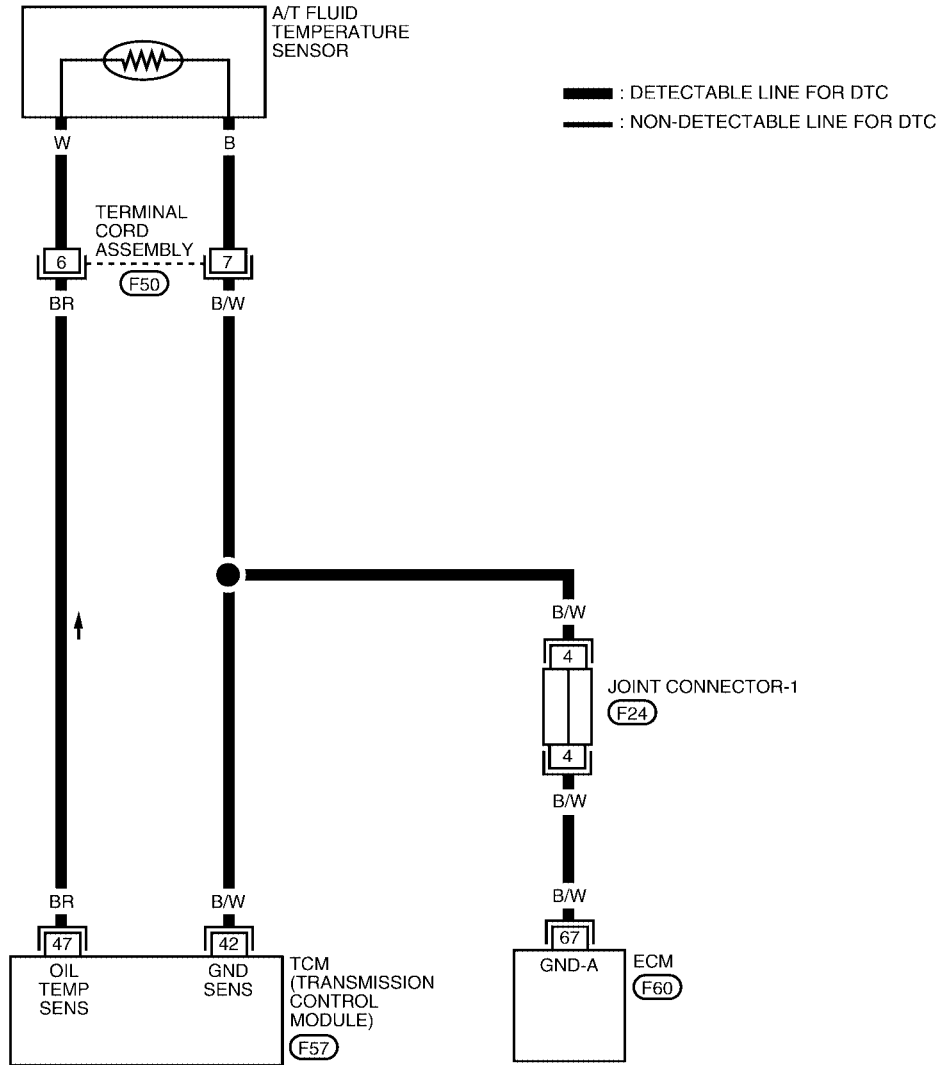 A/T FLUID
TEMPERATURE
SENSOR
: DETECTABLE LINE FOR DTC
: NON-DETECTABLE LINE FOR DTC
W
B
TERMINAL
CORD
ASSEMBLY
6
7
F50
BR
B/W
B/W
4
JOINT CONNECTOR-1
F24
4
B/W
BR
B/W
B/W
47
42
67
OIL
TEMP
SENS
GND
SENS
TCM
(TRANSMISSION
CONTROL
MODULE)
F57
GND-A
ECM
F60